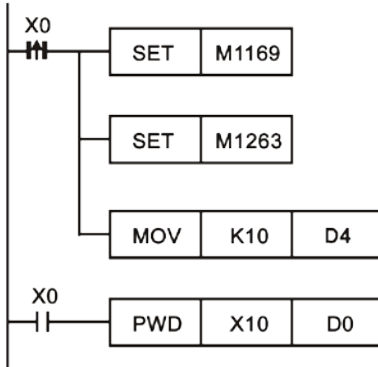 X0
SET M1169
SET M1263
MOV K10 D4
X0
PWD X10 D0